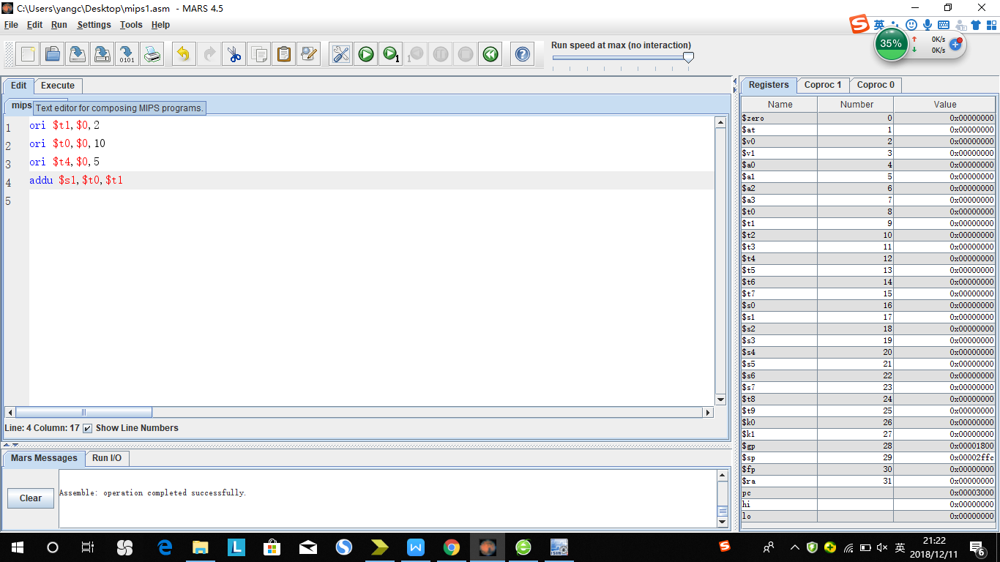 C:\Users\yangc\Desktop\mips1.asm - MARS 4.5
File Edit Run Settings Tools Help
英
35%
0K/s
0K/s
Run speed at max (no interaction)
0101
1
1
Edit Execute
mips
Text editor for composing MIPS programs.
1 ori $t1,$0,2
2 ori $t0,$0,10
3 ori $t4,$0,5
4 addu $s1,$t0,$t1
5
Line: 4 Column: 17 Show Line Numbers
Mars Messages Run I/O
Clear
Assemble: operation completed successfully.
Registers Coproc 1 Coproc 0
Name Number Value
$zero 0 0x00000000
$at 1 0x00000000
$v0 2 0x00000000
$v1 3 0x00000000
$a0 4 0x00000000
$a1 5 0x00000000
$a2 6 0x00000000
$a3 7 0x00000000
$t0 8 0x00000000
$t1 9 0x00000000
$t2 10 0x00000000
$t3 11 0x00000000
$t4 12 0x00000000
$t5 13 0x00000000
$t6 14 0x00000000
$t7 15 0x00000000
$s0 16 0x00000000
$s1 17 0x00000000
$s2 18 0x00000000
$s3 19 0x00000000
$s4 20 0x00000000
$s5 21 0x00000000
$s6 22 0x00000000
$s7 23 0x00000000
$t8 24 0x00000000
$t9 25 0x00000000
$k0 26 0x00000000
$k1 27 0x00000000
$gp 28 0x00001800
$sp 29 0x00002ffc
$fp 30 0x00000000
$ra 31 0x00000000
pc 0x00003000
hi 0x00000000
lo 0x00000000
英
21:22
2018/12/11
6